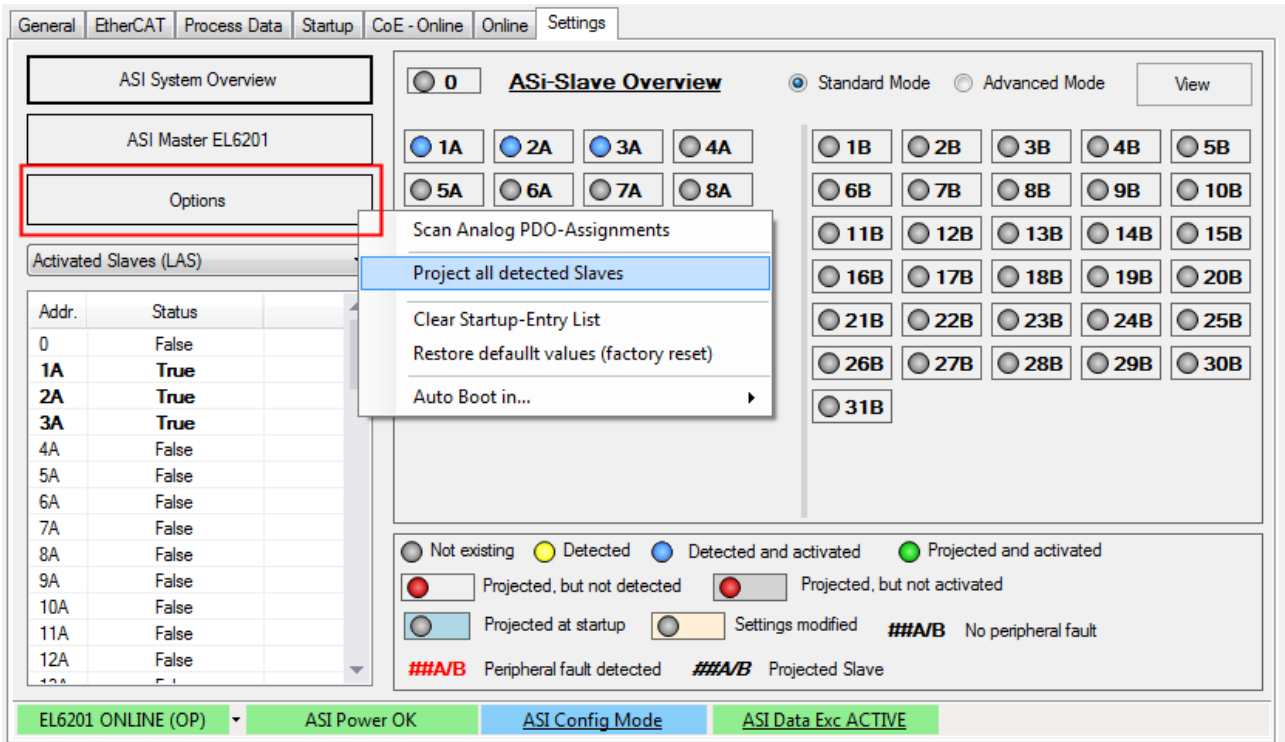 General EtherCAT Process Data Startup CoE - Online Online Settings
ASI System Overview
ASI Master EL6201
Options
Activated Slaves (LAS)
Addr. Status
0 False
1A True
2A True
3A True
4A False
5A False
6A False
7A False
8A False
9A False
10A False
11A False
12A False
0 ASi-Slave Overview Standard Mode Advanced Mode View
1A 2A 3A 4A
5A 6A 7A 8A
1B 2B 3B 4B 5B
6B 7B 8B 9B 10B
11B 12B 13B 14B 15B
16B 17B 18B 19B 20B
21B 22B 23B 24B 25B
26B 27B 28B 29B 30B
31B
Scan Analog PDO-Assignments
Project all detected Slaves
Clear Startup-Entry List
Restore defaullt values (factory reset)
Auto Boot in...
Not existing Detected Detected and activated Projected and activated
Projected, but not detected Projected, but not activated
Projected at startup Settings modified ##A/B No peripheral fault
##A/B Peripheral fault detected ##A/B Projected Slave
EL6201 ONLINE (OP) ASI Power OK ASI Config Mode ASI Data Exc ACTIVE